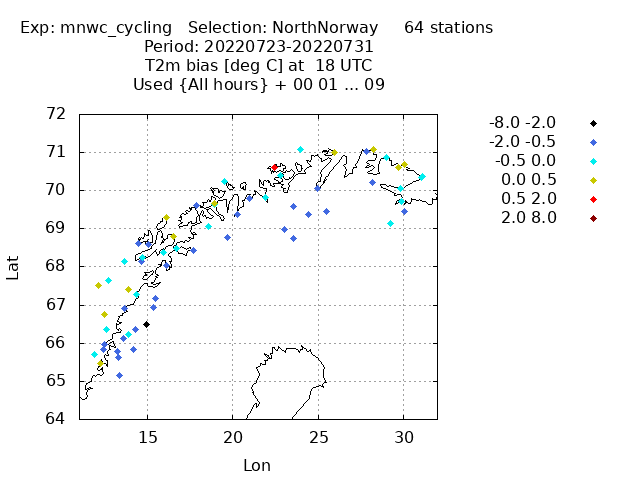 Exp: mnwc_cycling Selection: NorthNorway 64 stations
Period: 20220723-20220731
T2m bias [deg C] at 18 UTC
Used {All hours} + 00 01 ... 09
72
71
70
69
68
67
66
65
64
Lat
15 20 25 30
Lon
-8.0 -2.0
-2.0 -0.5
-0.5 0.0
0.0 0.5
0.5 2.0
2.0 8.0